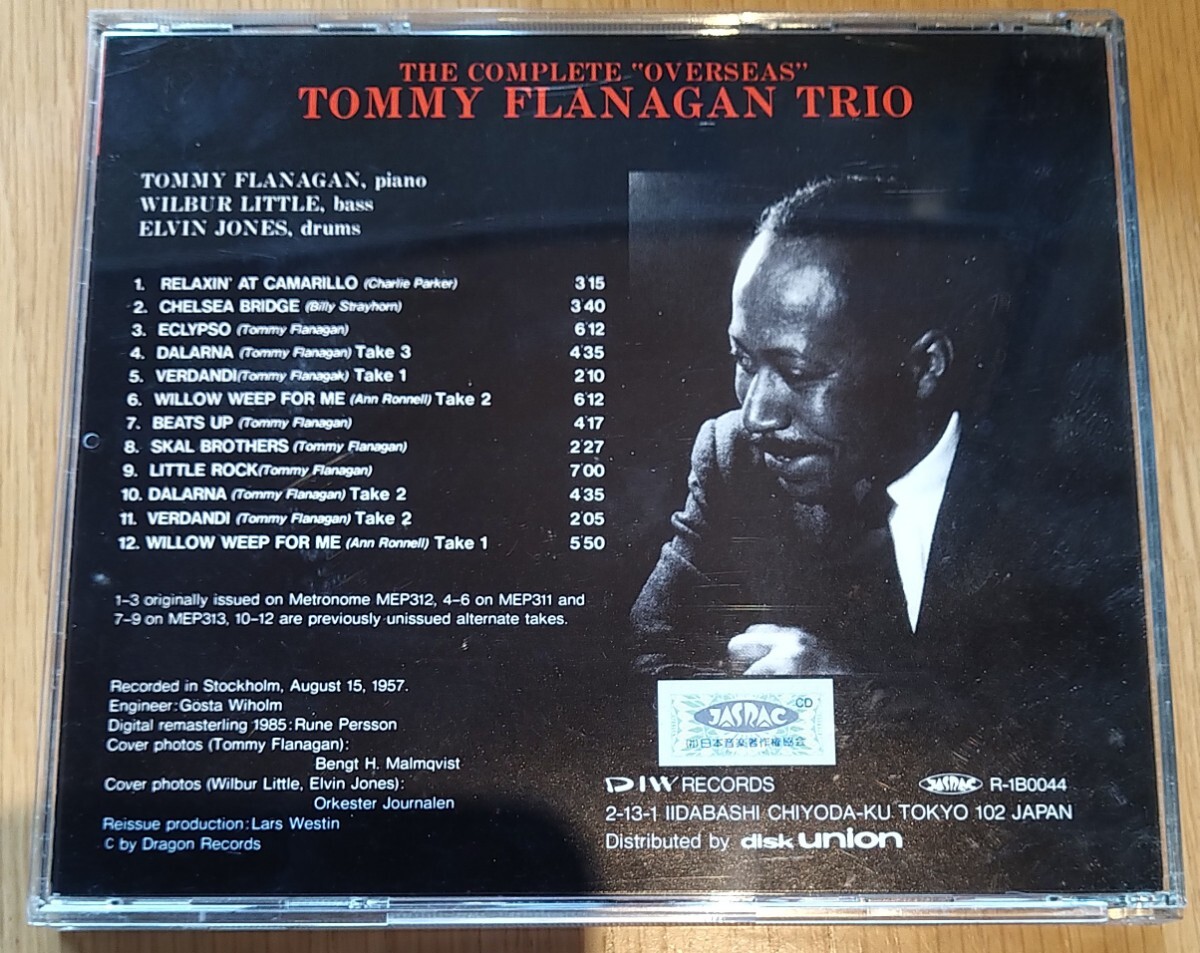 THE COMPLETE "OVERSEAS"
TOMMY FLANAGAN TRIO
TOMMY FLANAGAN, piano
WILBUR LITTLE, bass
ELVIN JONES, drums
1. RELAXIN' AT CAMARILLO (Charlie Parker) 3'15
2. CHELSEA BRIDGE (Billy Strayhorn) 3'40
3. ECLYPSO (Tommy Flanagan) 6'12
4. DALARNA (Tommy Flanagan) Take 3 4'35
5. VERDANDI(Tommy Flanagak) Take 1 2'10
6. WILLOW WEEP FOR ME (Ann Ronnell) Take 2 6'12
7. BEATS UP (Tommy Flanagan) 4'17
8. SKAL BROTHERS (Tommy Flanagan) 2'27
9. LITTLE ROCK(Tommy Flanagan) 7'00
10. DALARNA (Tommy Flanagan) Take 2 4'35
11. VERDANDI (Tommy Flanagan) Take 2 2'05
12. WILLOW WEEP FOR ME (Ann Ronnell) Take 1 5'50
1-3 originally issued on Metronome MEP312, 4-6 on MEP311 and
7-9 on MEP313, 10-12 are previously unissued alternate takes.
Recorded in Stockholm, August 15, 1957.
Engineer:Gosta Wiholm
Digital remasterling 1985:Rune Persson
Cover photos (Tommy Flanagan):
Bengt H. Malmqvist
Cover photos (Wilbur Little, Elvin Jones):
Orkester Journalen
Reissue production:Lars Westin
C by Dragon Records
JASRAC CD
(社)日本音楽著作権協会
DIW RECORDS JASRAC R-1B0044
2-13-1 IIDABASHI CHIYODA-KU TOKYO 102 JAPAN
Distributed by disk union